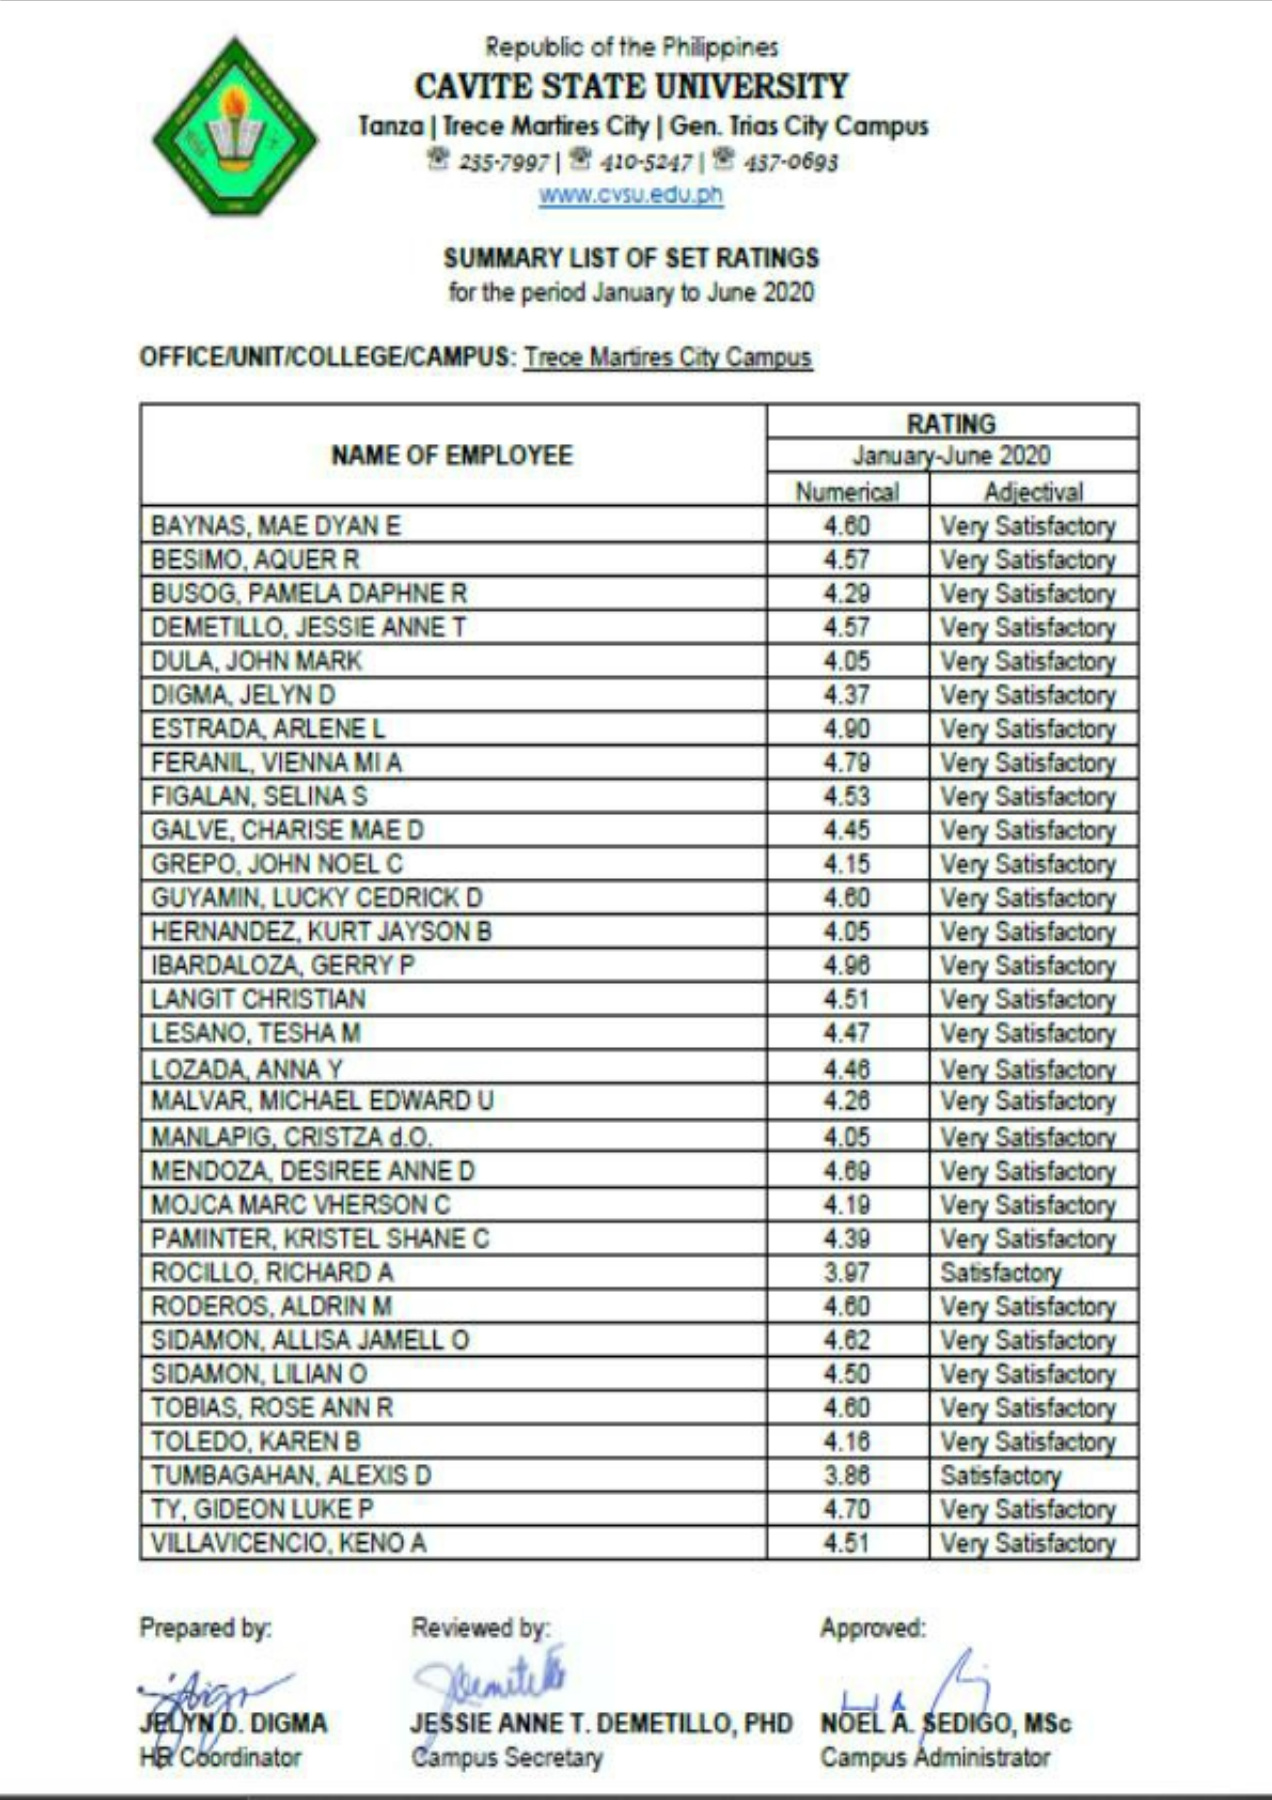 Republic of the Philippines
CAVITE STATE UNIVERSITY
Tanza | Trece Martires City | Gen. Trias City Campus
☏ 235-7997 | ☏ 410-5247 | ☏ 437-0693
www.cvsu.edu.ph
SUMMARY LIST OF SET RATINGS
for the period January to June 2020
OFFICE/UNIT/COLLEGE/CAMPUS: Trece Martires City Campus
NAME OF EMPLOYEE
RATING
January-June 2020
Numerical Adjectival
BAYNAS, MAE DYAN E 4.60 Very Satisfactory
BESIMO, AQUER R 4.57 Very Satisfactory
BUSOG, PAMELA DAPHNE R 4.29 Very Satisfactory
DEMETILLO, JESSIE ANNE T 4.57 Very Satisfactory
DULA, JOHN MARK 4.05 Very Satisfactory
DIGMA, JELYN D 4.37 Very Satisfactory
ESTRADA, ARLENE L 4.90 Very Satisfactory
FERANIL, VIENNA MI A 4.79 Very Satisfactory
FIGALAN, SELINA S 4.53 Very Satisfactory
GALVE, CHARISE MAE D 4.45 Very Satisfactory
GREPO, JOHN NOEL C 4.15 Very Satisfactory
GUYAMIN, LUCKY CEDRICK D 4.60 Very Satisfactory
HERNANDEZ, KURT JAYSON B 4.05 Very Satisfactory
IBARDALOZA, GERRY P 4.96 Very Satisfactory
LANGIT CHRISTIAN 4.51 Very Satisfactory
LESANO, TESHA M 4.47 Very Satisfactory
LOZADA, ANNA Y 4.46 Very Satisfactory
MALVAR, MICHAEL EDWARD U 4.26 Very Satisfactory
MANLAPIG, CRISTZA d.O. 4.05 Very Satisfactory
MENDOZA, DESIREE ANNE D 4.69 Very Satisfactory
MOJCA MARC VHERSON C 4.19 Very Satisfactory
PAMINTER, KRISTEL SHANE C 4.39 Very Satisfactory
ROCILLO, RICHARD A 3.97 Satisfactory
RODEROS, ALDRIN M 4.60 Very Satisfactory
SIDAMON, ALLISA JAMELL O 4.62 Very Satisfactory
SIDAMON, LILIAN O 4.50 Very Satisfactory
TOBIAS, ROSE ANN R 4.60 Very Satisfactory
TOLEDO, KAREN B 4.16 Very Satisfactory
TUMBAGAHAN, ALEXIS D 3.86 Satisfactory
TY, GIDEON LUKE P 4.70 Very Satisfactory
VILLAVICENCIO, KENO A 4.51 Very Satisfactory
Prepared by: Reviewed by: Approved:
JELYN D. DIGMA JESSIE ANNE T. DEMETILLO, PHD NOEL A. SEDIGO, MSc
HR Coordinator Campus Secretary Campus Administrator